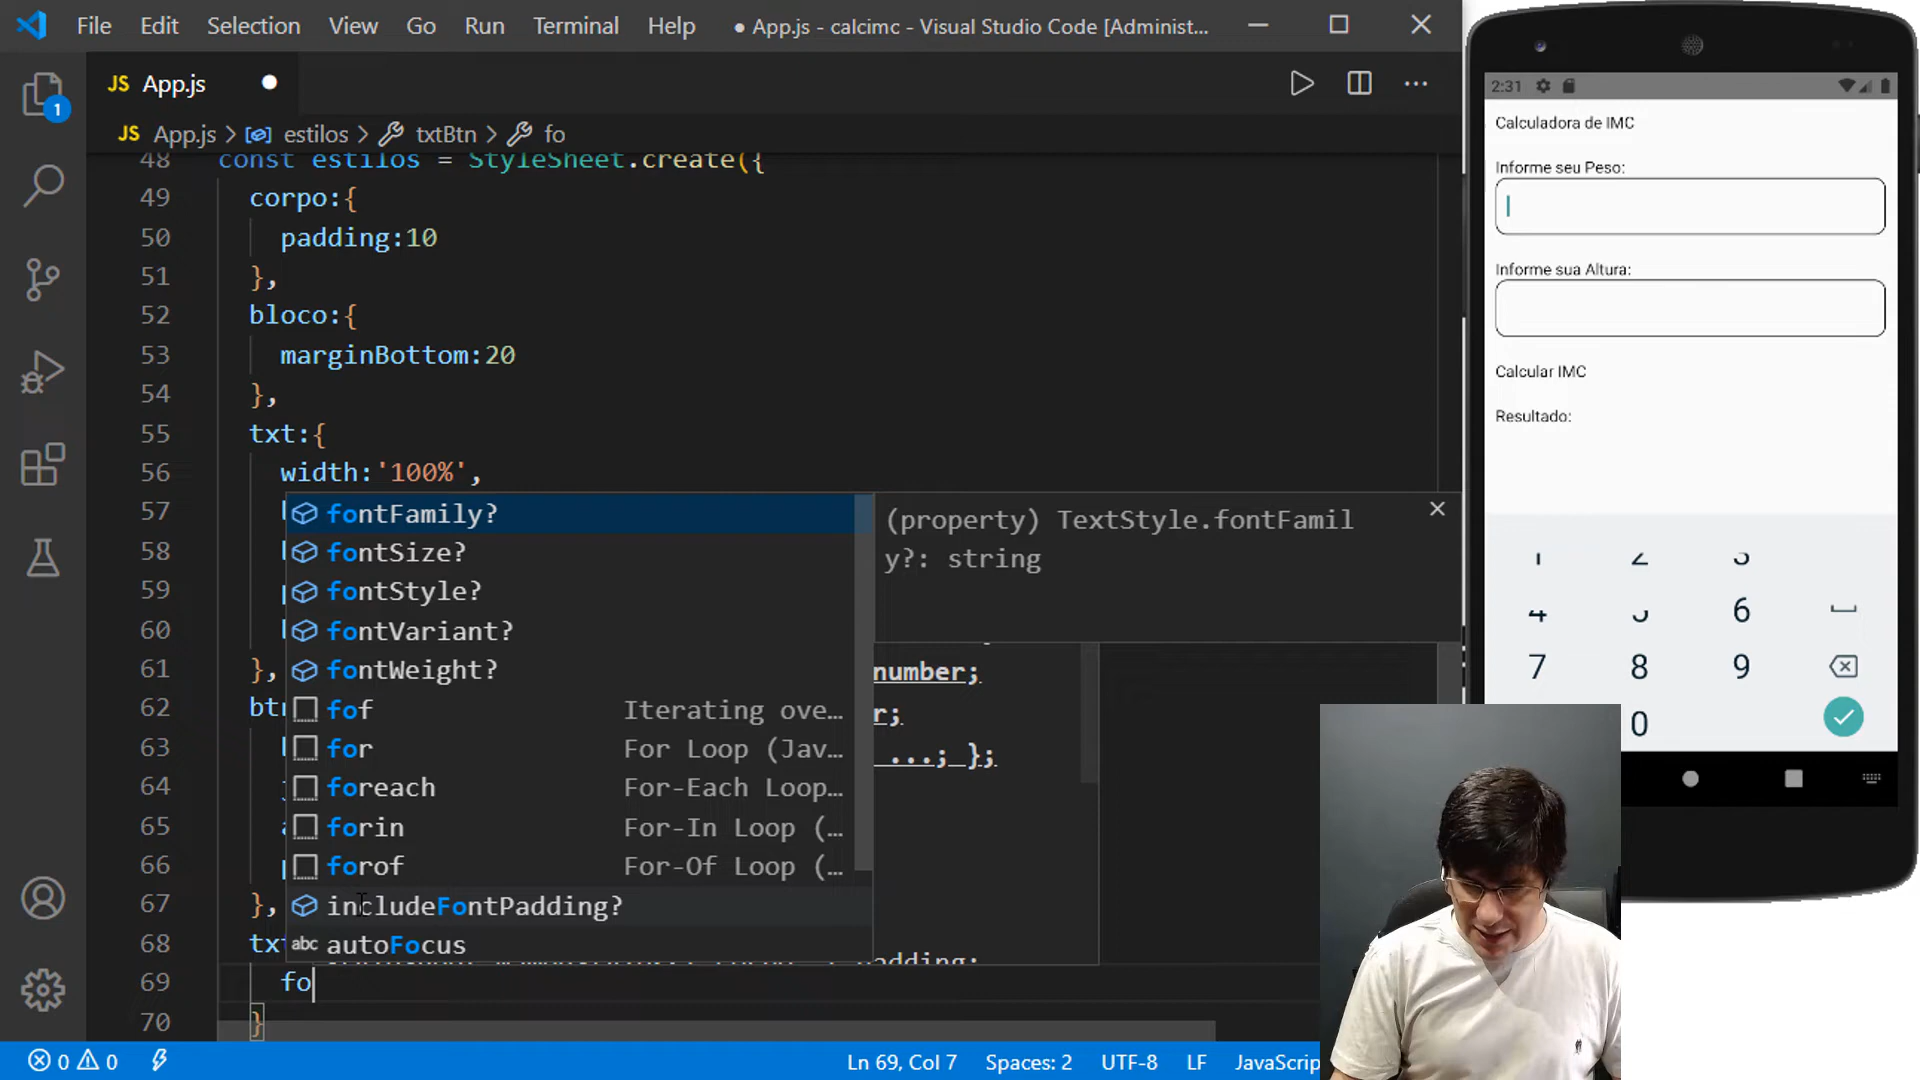 File Edit Selection View Go Run Terminal Help ● App.js - calcimc - Visual Studio Code [Administ...
1
JS App.js
JS App.js > estilos > txtBtn > fo
48 const estilos = StyleSheet.create({
49 corpo:{
50 padding:10
51 },
52 bloco:{
53 marginBottom:20
54 },
55 txt:{
56 width:'100%',
57
58
59
60
61 },
62
63
64
65
66
67 },
68
69 fo
70 }
fontFamily?
fontSize?
fontStyle?
fontVariant?
fontWeight?
fof Iterating ove...
for For Loop (Jav...
foreach For-Each Loop...
forin For-In Loop (...
forof For-Of Loop (...
includeFontPadding?
abc autoFocus
(property) TextStyle.fontFamil
y?: string
number;
r;
...; };
padding:
0 0 Ln 69, Col 7 Spaces: 2 UTF-8 LF JavaScrip
2:31
Calculadora de IMC
Informe seu Peso:
Informe sua Altura:
Calcular IMC
Resultado:
1 2 3
4 5 6
7 8 9
0